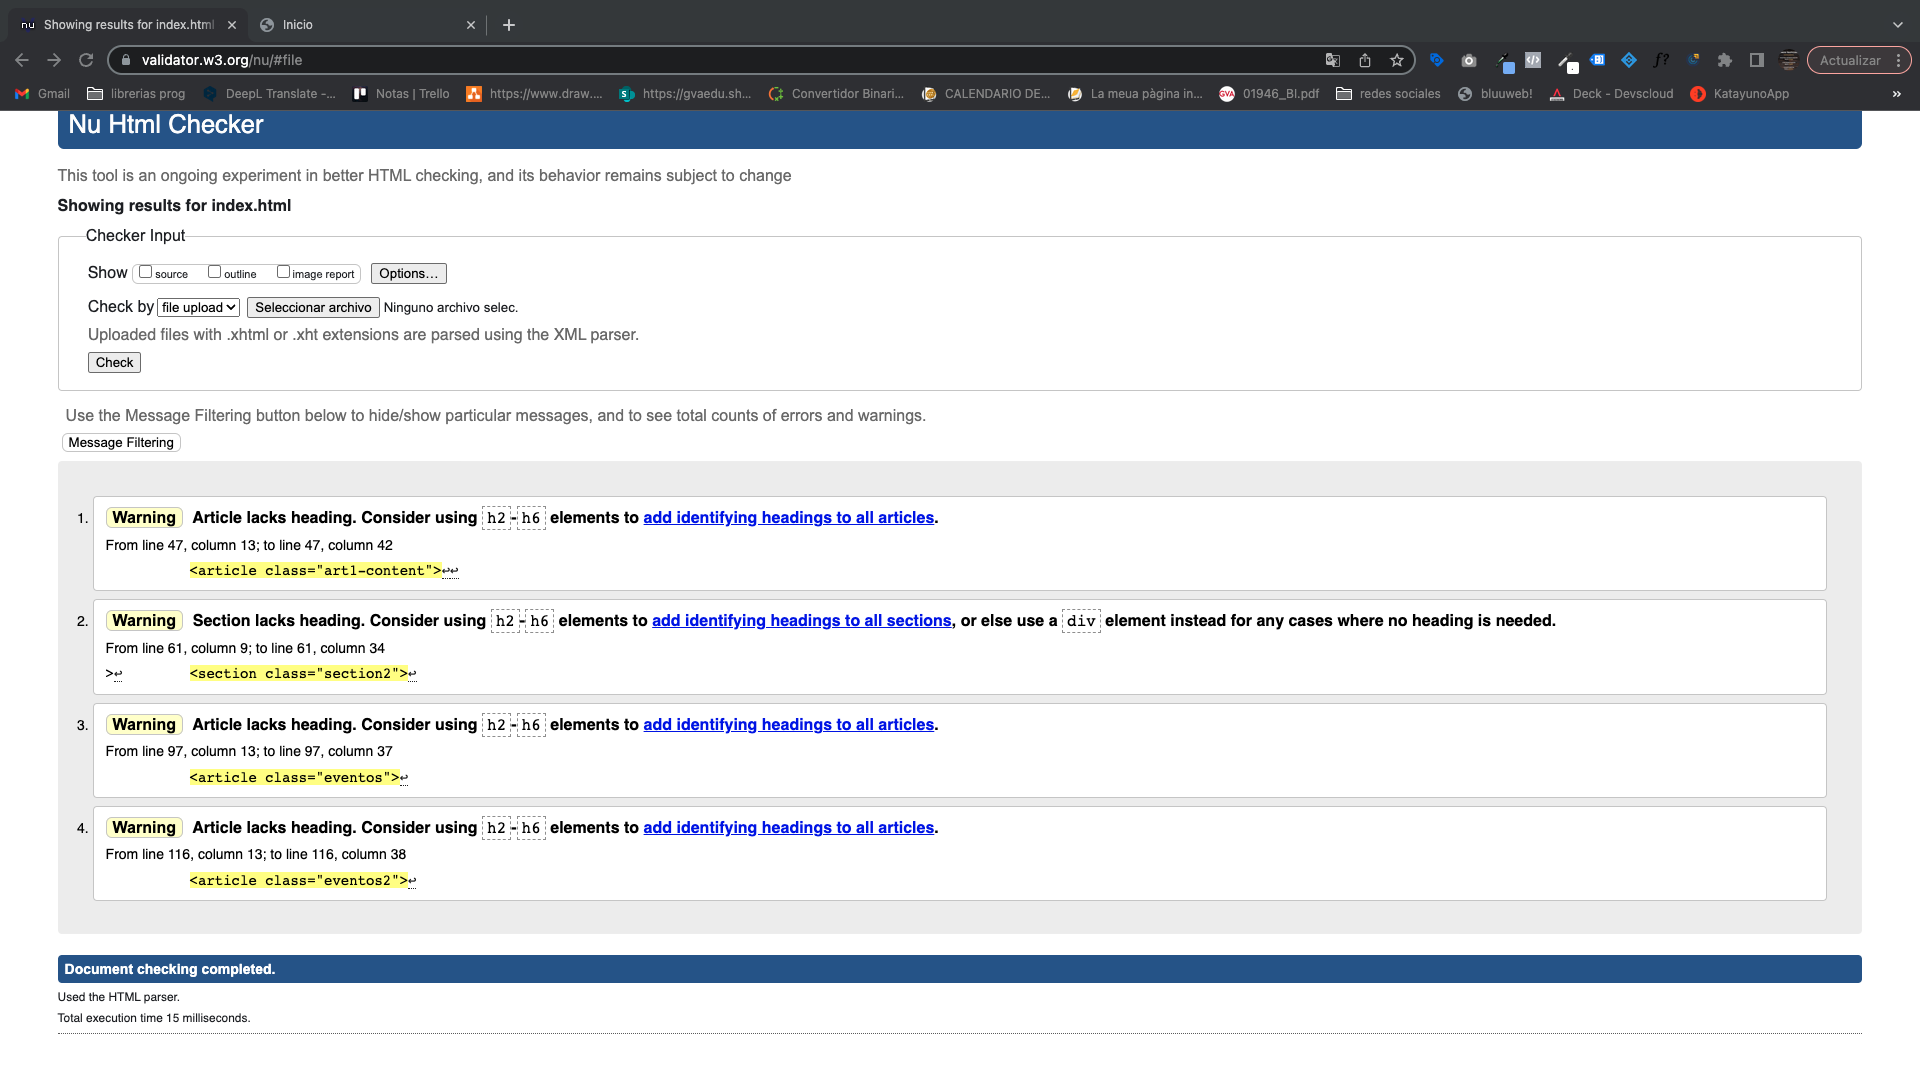 nu Showing results for index.html
Inicio
validator.w3.org/nu/#file
Actualizar
Gmail
librerias prog
DeepL Translate -...
Notas | Trello
https://www.draw....
https://gvaedu.sh...
Convertidor Binari...
CALENDARIO DE...
La meua pàgina in...
GVA 01946_BI.pdf
redes sociales
bluuweb!
Deck - Devscloud
KatayunoApp
»
Nu Html Checker
This tool is an ongoing experiment in better HTML checking, and its behavior remains subject to change
Showing results for index.html
Checker Input
Show source outline image report Options...
Check by file upload Seleccionar archivo Ninguno archivo selec.
Uploaded files with .xhtml or .xht extensions are parsed using the XML parser.
Check
Use the Message Filtering button below to hide/show particular messages, and to see total counts of errors and warnings.
Message Filtering
1. Warning Article lacks heading. Consider using h2-h6 elements to add identifying headings to all articles.
From line 47, column 13; to line 47, column 42
<article class="art1-content">↩↩
2. Warning Section lacks heading. Consider using h2-h6 elements to add identifying headings to all sections, or else use a div element instead for any cases where no heading is needed.
From line 61, column 9; to line 61, column 34
>↩ <section class="section2">↩
3. Warning Article lacks heading. Consider using h2-h6 elements to add identifying headings to all articles.
From line 97, column 13; to line 97, column 37
<article class="eventos">↩
4. Warning Article lacks heading. Consider using h2-h6 elements to add identifying headings to all articles.
From line 116, column 13; to line 116, column 38
<article class="eventos2">↩
Document checking completed.
Used the HTML parser.
Total execution time 15 milliseconds.